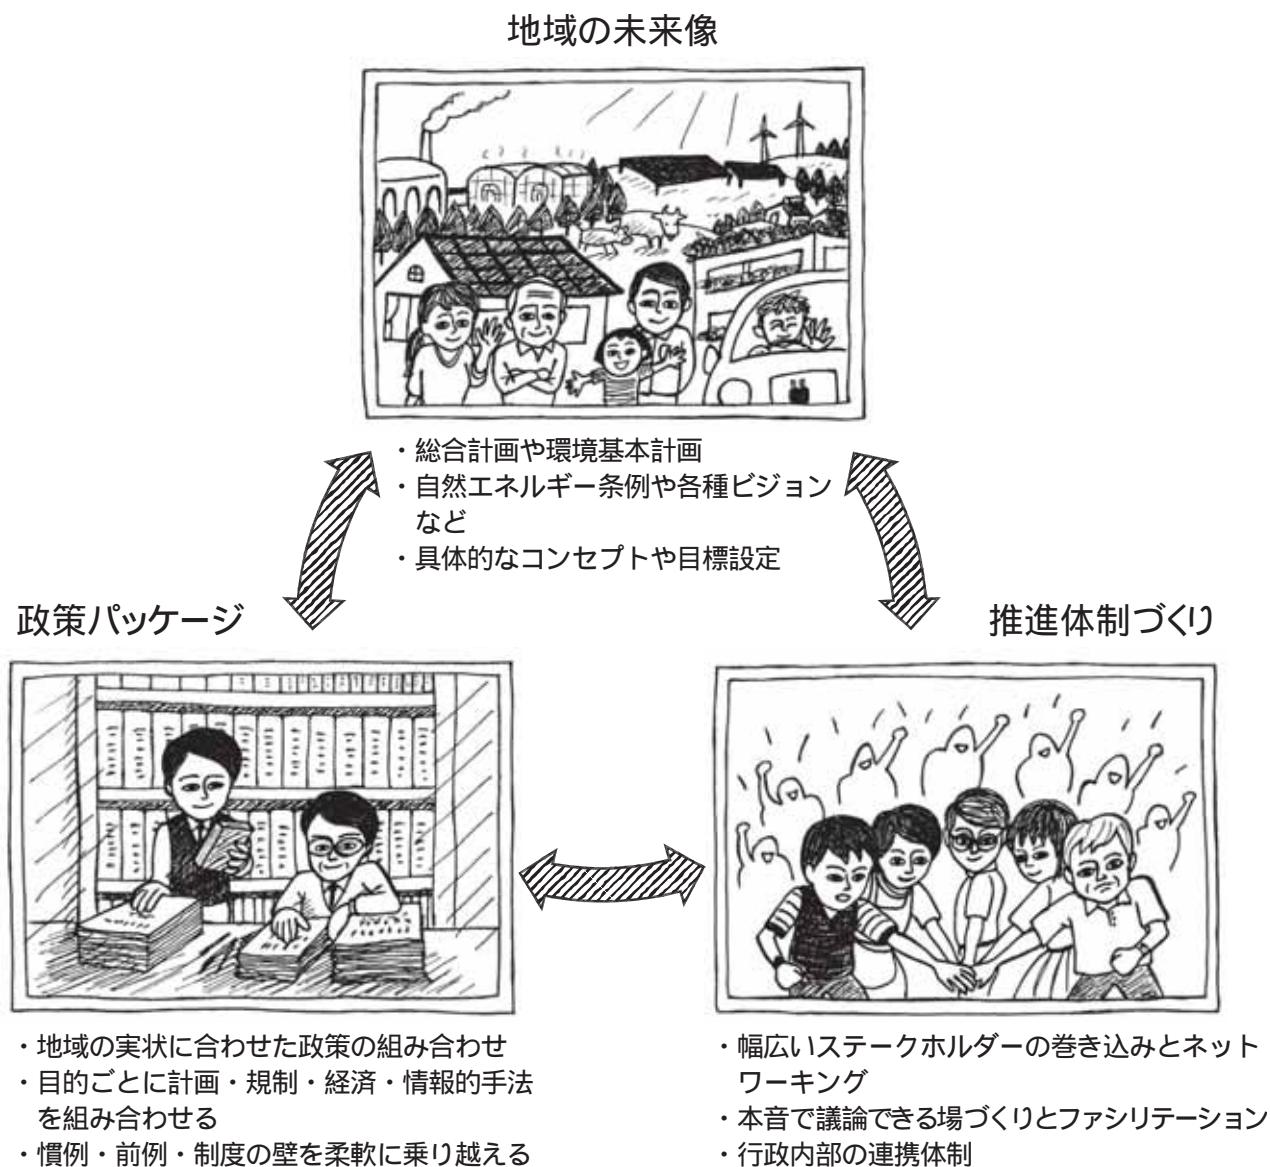 地域の未来像
・総合計画や環境基本計画
・自然エネルギー条例や各種ビジョン
など
・具体的なコンセプトや目標設定
政策パッケージ
・地域の実状に合わせた政策の組み合わせ
・目的ごとに計画・規制・経済・情報的手法
を組み合わせる
・慣例・前例・制度の壁を柔軟に乗り越える
推進体制づくり
・幅広いステークホルダーの巻き込みとネット
ワーキング
・本音で議論できる場づくりとファシリテーション
・行政内部の連携体制